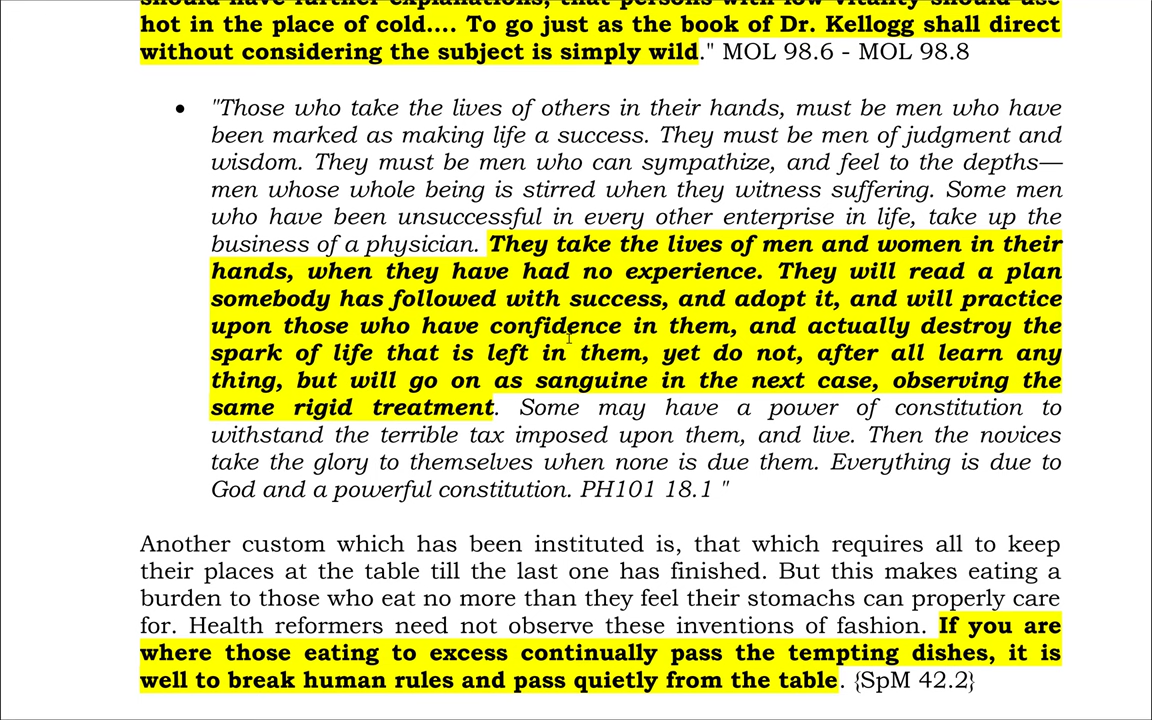 should have further explanations, that persons with low vitality should use
hot in the place of cold.... To go just as the book of Dr. Kellogg shall direct
without considering the subject is simply wild." MOL 98.6 - MOL 98.8
• "Those who take the lives of others in their hands, must be men who have
been marked as making life a success. They must be men of judgment and
wisdom. They must be men who can sympathize, and feel to the depths—
men whose whole being is stirred when they witness suffering. Some men
who have been unsuccessful in every other enterprise in life, take up the
business of a physician. They take the lives of men and women in their
hands, when they have had no experience. They will read a plan
somebody has followed with success, and adopt it, and will practice
upon those who have confidence in them, and actually destroy the
spark of life that is left in them, yet do not, after all learn any
thing, but will go on as sanguine in the next case, observing the
same rigid treatment. Some may have a power of constitution to
withstand the terrible tax imposed upon them, and live. Then the novices
take the glory to themselves when none is due them. Everything is due to
God and a powerful constitution. PH101 18.1 "
Another custom which has been instituted is, that which requires all to keep
their places at the table till the last one has finished. But this makes eating a
burden to those who eat no more than they feel their stomachs can properly care
for. Health reformers need not observe these inventions of fashion. If you are
where those eating to excess continually pass the tempting dishes, it is
well to break human rules and pass quietly from the table. {SpM 42.2}